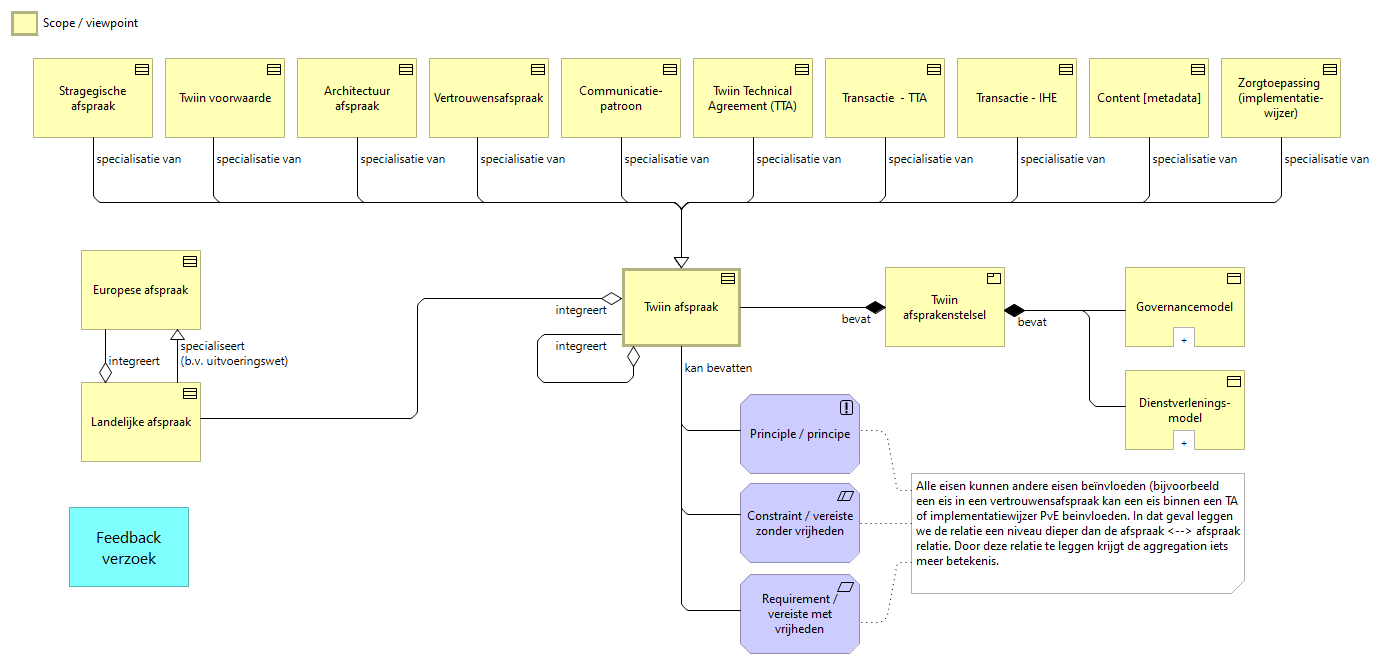 Scope / viewpoint
Stragegische
afspraak
Twiin voorwaarde
Architectuur
afspraak
Vertrouwensafspraak
Communicatie-
patroon
Twiin Technical
Agreement (TTA)
Transactie - TTA
Transactie - IHE
Content [metadata]
Zorgtoepassing
(implementatie-
wijzer)
specialisatie van
specialisatie van
specialisatie van
specialisatie van
specialisatie van
specialisatie van
specialisatie van
specialisatie van
specialisatie van
specialisatie van
Europese afspraak
integreert
specialiseert
(b.v. uitvoeringswet)
Landelijke afspraak
integreert
Twiin afspraak
integreert
bevat
Twiin
afsprakenstelsel
bevat
Governancemodel
+
Dienstverlenings-
model
+
kan bevatten
Principle / principe
Constraint / vereiste
zonder vrijheden
Requirement /
vereiste met
vrijheden
Alle eisen kunnen andere eisen beïnvloeden (bijvoorbeeld
een eis in een vertrouwensafspraak kan een eis binnen een TA
of implementatiewijzer PvE beinvloeden. In dat geval leggen
we de relatie een niveau dieper dan de afspraak <--> afspraak
relatie. Door deze relatie te leggen krijgt de aggregation iets
meer betekenis.
Feedback
verzoek